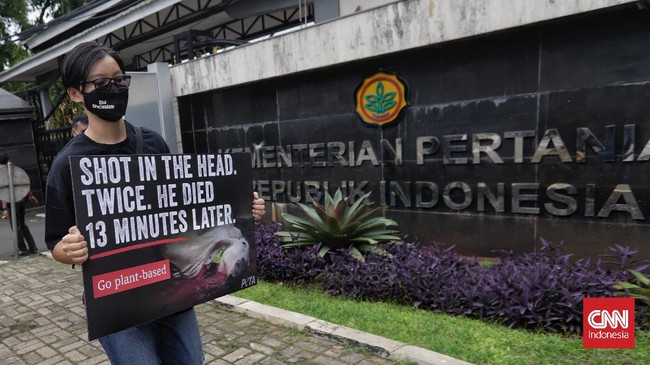 KEMENTERIAN PERTANIA
REPUBLIK INDONESIA
SHOT IN THE HEAD.
TWICE. HE DIED
13 MINUTES LATER.
Go plant-based
PETA
CNN
Indonesia